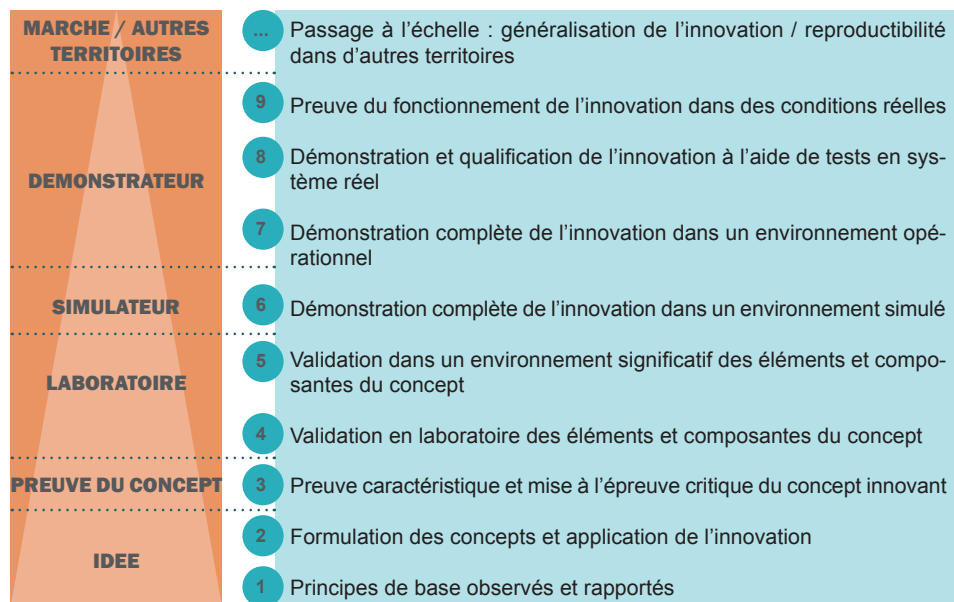 MARCHE / AUTRES
TERRITOIRES
... Passage à l’échelle : généralisation de l’innovation / reproductibilité
dans d’autres territoires
DEMONSTRATEUR
9 Preuve du fonctionnement de l’innovation dans des conditions réelles
8 Démonstration et qualification de l’innovation à l’aide de tests en sys-
tème réel
7 Démonstration complète de l’innovation dans un environnement opé-
rationnel
SIMULATEUR
6 Démonstration complète de l’innovation dans un environnement simulé
LABORATOIRE
5 Validation dans un environnement significatif des éléments et compo-
santes du concept
4 Validation en laboratoire des éléments et composantes du concept
PREUVE DU CONCEPT
3 Preuve caractéristique et mise à l’épreuve critique du concept innovant
IDEE
2 Formulation des concepts et application de l’innovation
1 Principes de base observés et rapportés